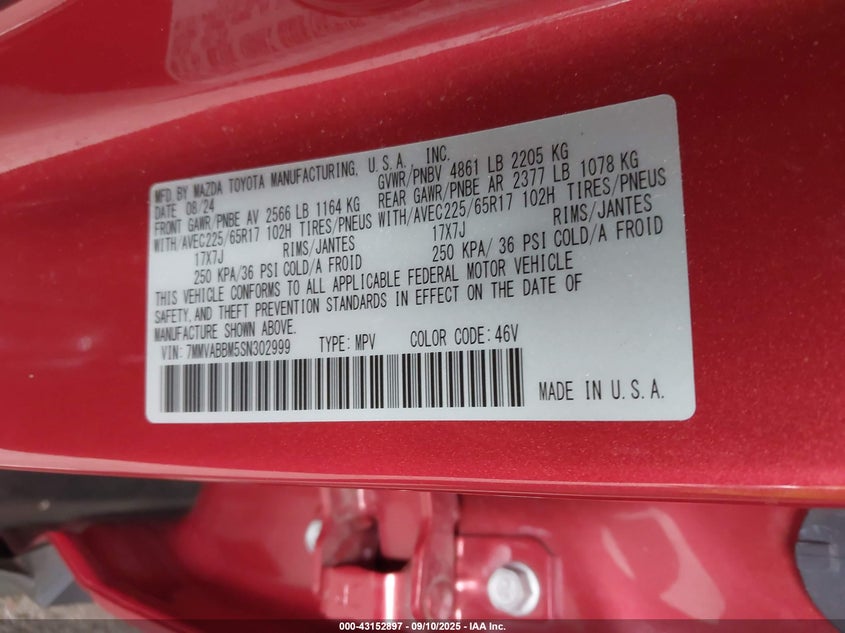 MFD BY MAZDA TOYOTA MANUFACTURING, U.S.A. INC.
DATE 08/24 GVWR/PNBV 4861 LB 2205 KG
FRONT GAWR/PNBE AV 2566 LB 1164 KG REAR GAWR/PNBE AR 2377 LB 1078 KG
WITH/AVEC225/65R17 102H TIRES/PNEUS WITH/AVEC225/65R17 102H TIRES/PNEUS
17X7J RIMS/JANTES 17X7J RIMS/JANTES
250 KPA/36 PSI COLD/A FROID 250 KPA/ 36 PSI COLD/A FROID
THIS VEHICLE CONFORMS TO ALL APPLICABLE FEDERAL MOTOR VEHICLE
SAFETY, AND THEFT PREVENTION STANDARDS IN EFFECT ON THE DATE OF
MANUFACTURE SHOWN ABOVE.
VIN: 7MMVABBM5SN302999 TYPE: MPV COLOR CODE: 46V
MADE IN U.S.A.
000-43152897 - 09/10/2025 - IAA Inc.